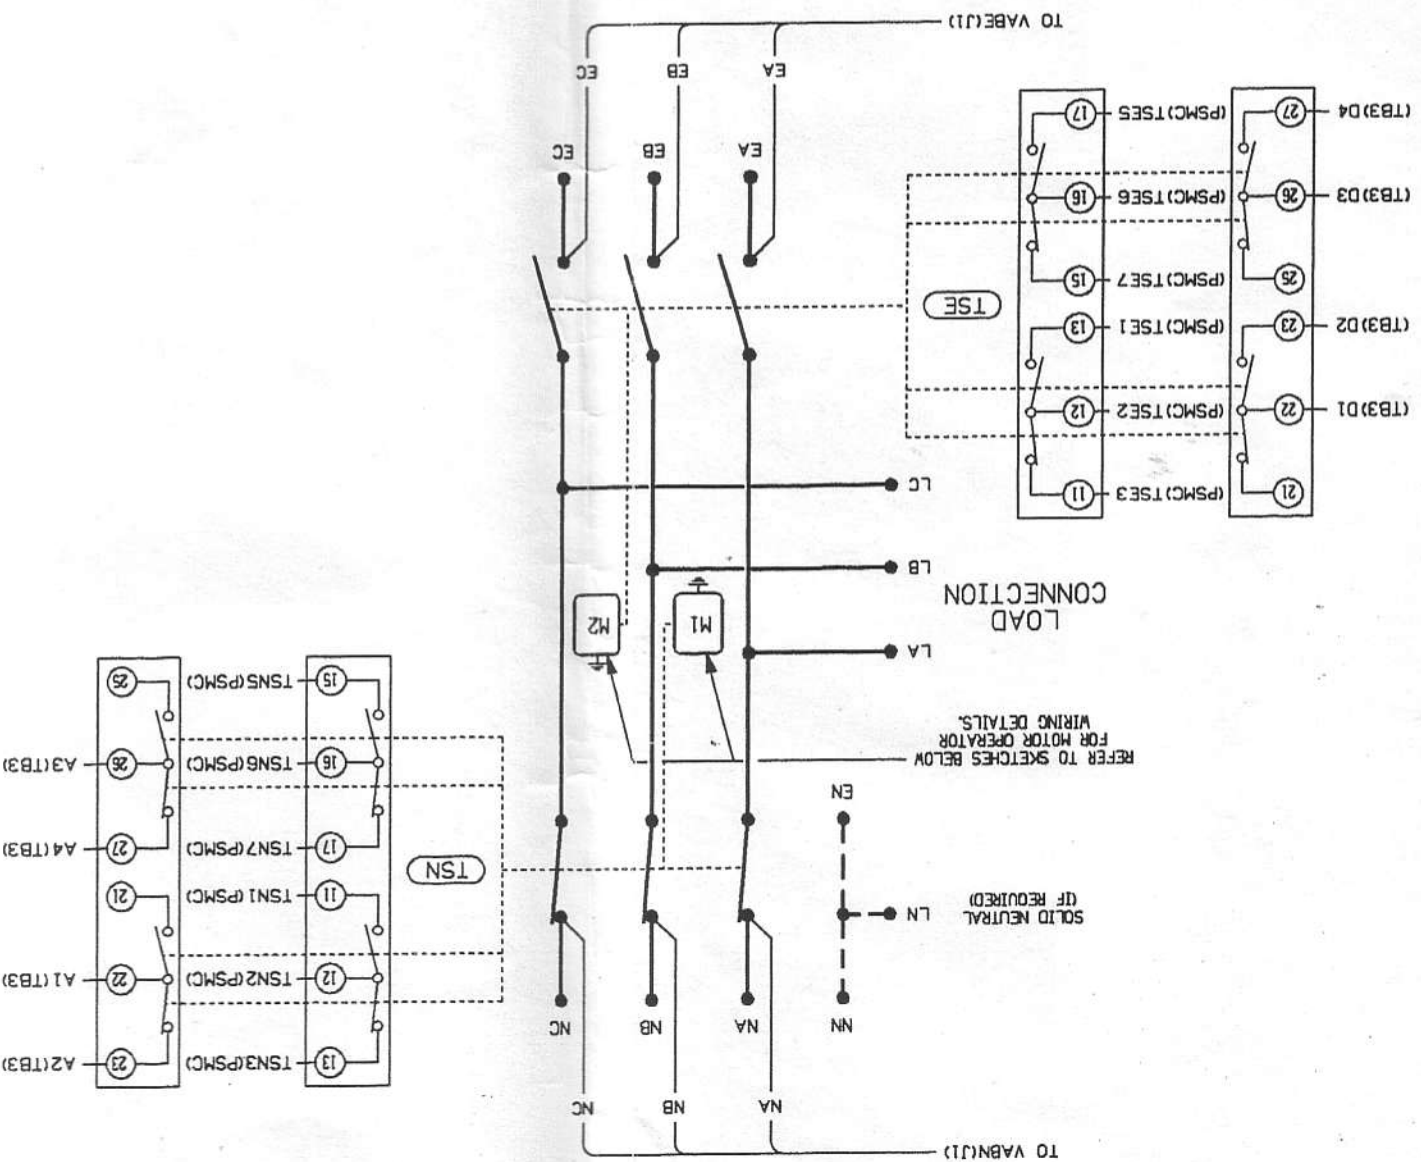 TO VABN(J1)
NA NB NC
13 TSN3(PSMC) 23 A2(TB3)
NN NA NB NC
12 TSN2(PSMC) 22 A1(TB3)
SOLID NEUTRAL
(IF REQUIRED)
LN
11 TSN1(PSMC) 21
TSN
17 TSN7(PSMC) 27 A4(TB3)
EN
16 TSN6(PSMC) 26 A3(TB3)
REFER TO SKETCHES BELOW
FOR MOTOR OPERATOR
WIRING DETAILS.
15 TSN5(PSMC) 25
LA
M1 M2
LOAD
CONNECTION
LB
LC
21 (PSMC)TSE3 11
(TB3)D1 22 (PSMC)TSE2 12
(TB3)D2 23 (PSMC)TSE1 13
TSE
25 (PSMC)TSE7 15
(TB3)D3 26 (PSMC)TSE6 16
EA EB EC
(TB3)D4 27 (PSMC)TSE5 17
EA EB EC
TO VABE(J1)